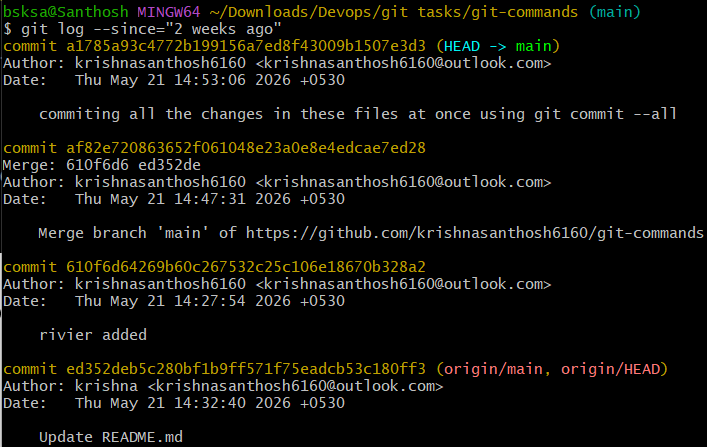 bsksa@Santhosh MINGW64 ~/Downloads/Devops/git tasks/git-commands (main)
$ git log --since="2 weeks ago"
commit a1785a93c4772b199156a7ed8f43009b1507e3d3 (HEAD -> main)
Author: krishnasanthosh6160 <krishnasanthosh6160@outlook.com>
Date:   Thu May 21 14:53:06 2026 +0530
commiting all the changes in these files at once using git commit --all
commit af82e720863652f061048e23a0e8e4edcae7ed28
Merge: 610f6d6 ed352de
Author: krishnasanthosh6160 <krishnasanthosh6160@outlook.com>
Date:   Thu May 21 14:47:31 2026 +0530
Merge branch 'main' of https://github.com/krishnasanthosh6160/git-commands
commit 610f6d64269b60c267532c25c106e18670b328a2
Author: krishnasanthosh6160 <krishnasanthosh6160@outlook.com>
Date:   Thu May 21 14:27:54 2026 +0530
rivier added
commit ed352deb5c280bf1b9ff571f75eadcb53c180ff3 (origin/main, origin/HEAD)
Author: krishna <krishnasanthosh6160@outlook.com>
Date:   Thu May 21 14:32:40 2026 +0530
Update README.md